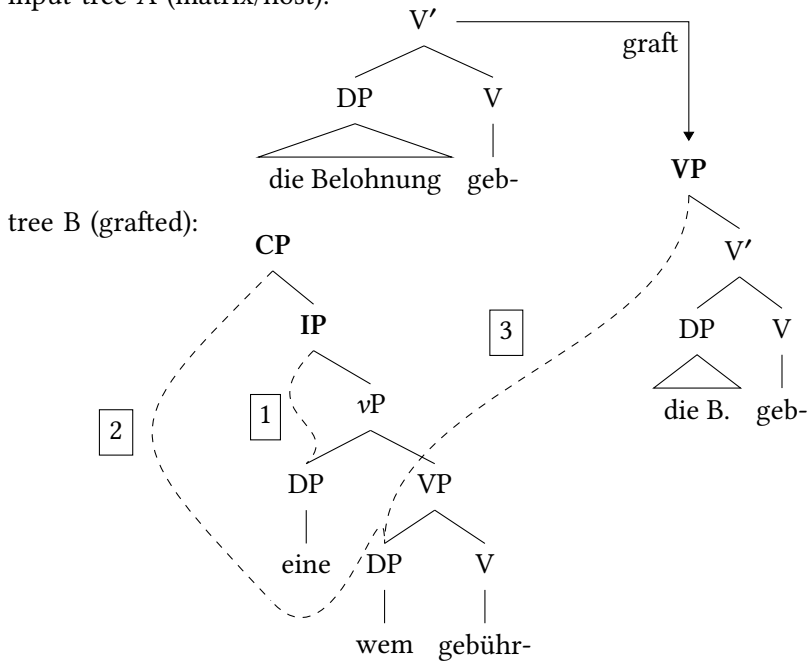 input tree A (matrix/host):
V′
graft
DP V
die Belohnung geb-
VP
tree B (grafted):
CP
V′
IP
3
DP V
2
1
vP
die B. geb-
DP VP
eine DP V
wem gebühr-